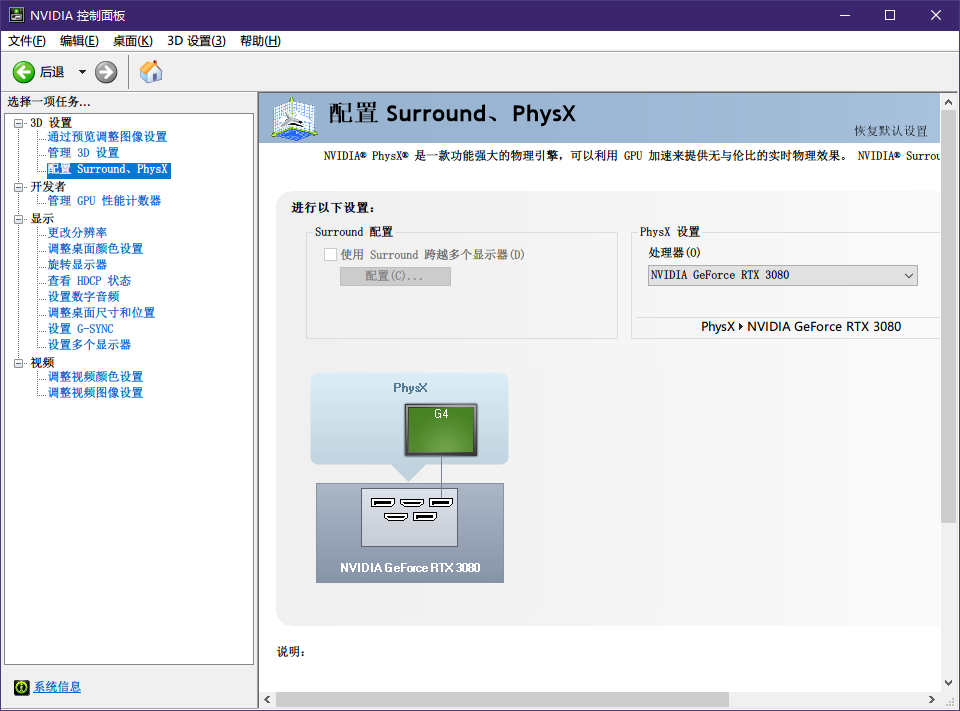 NVIDIA 控制面板
文件(F) 编辑(E) 桌面(K) 3D 设置(3) 帮助(H)
后退
选择一项任务...
3D 设置
通过预览调整图像设置
管理 3D 设置
配置 Surround、PhysX
开发者
管理 GPU 性能计数器
显示
更改分辨率
调整桌面颜色设置
旋转显示器
查看 HDCP 状态
设置数字音频
调整桌面尺寸和位置
设置 G-SYNC
设置多个显示器
视频
调整视频颜色设置
调整视频图像设置
系统信息
配置 Surround、PhysX
恢复默认设置
NVIDIA® PhysX® 是一款功能强大的物理引擎，可以利用 GPU 加速来提供无与伦比的实时物理效果。 NVIDIA® Surrou
进行以下设置:
Surround 配置
使用 Surround 跨越多个显示器(D)
配置(C)...
PhysX 设置
处理器(O)
NVIDIA GeForce RTX 3080
PhysX NVIDIA GeForce RTX 3080
PhysX
G4
NVIDIA GeForce RTX 3080
说明: